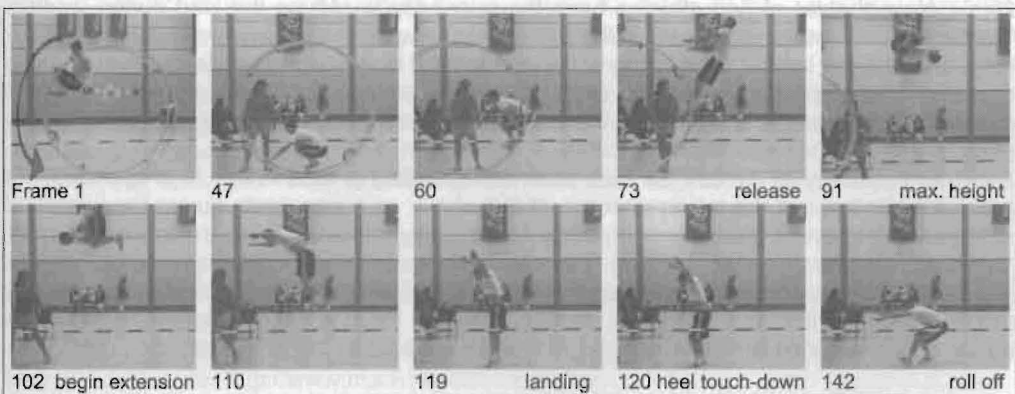 Frame 1 47 60 73 release 91 max. height
102 begin extension 110 119 landing 120 heel touch-down 142 roll off